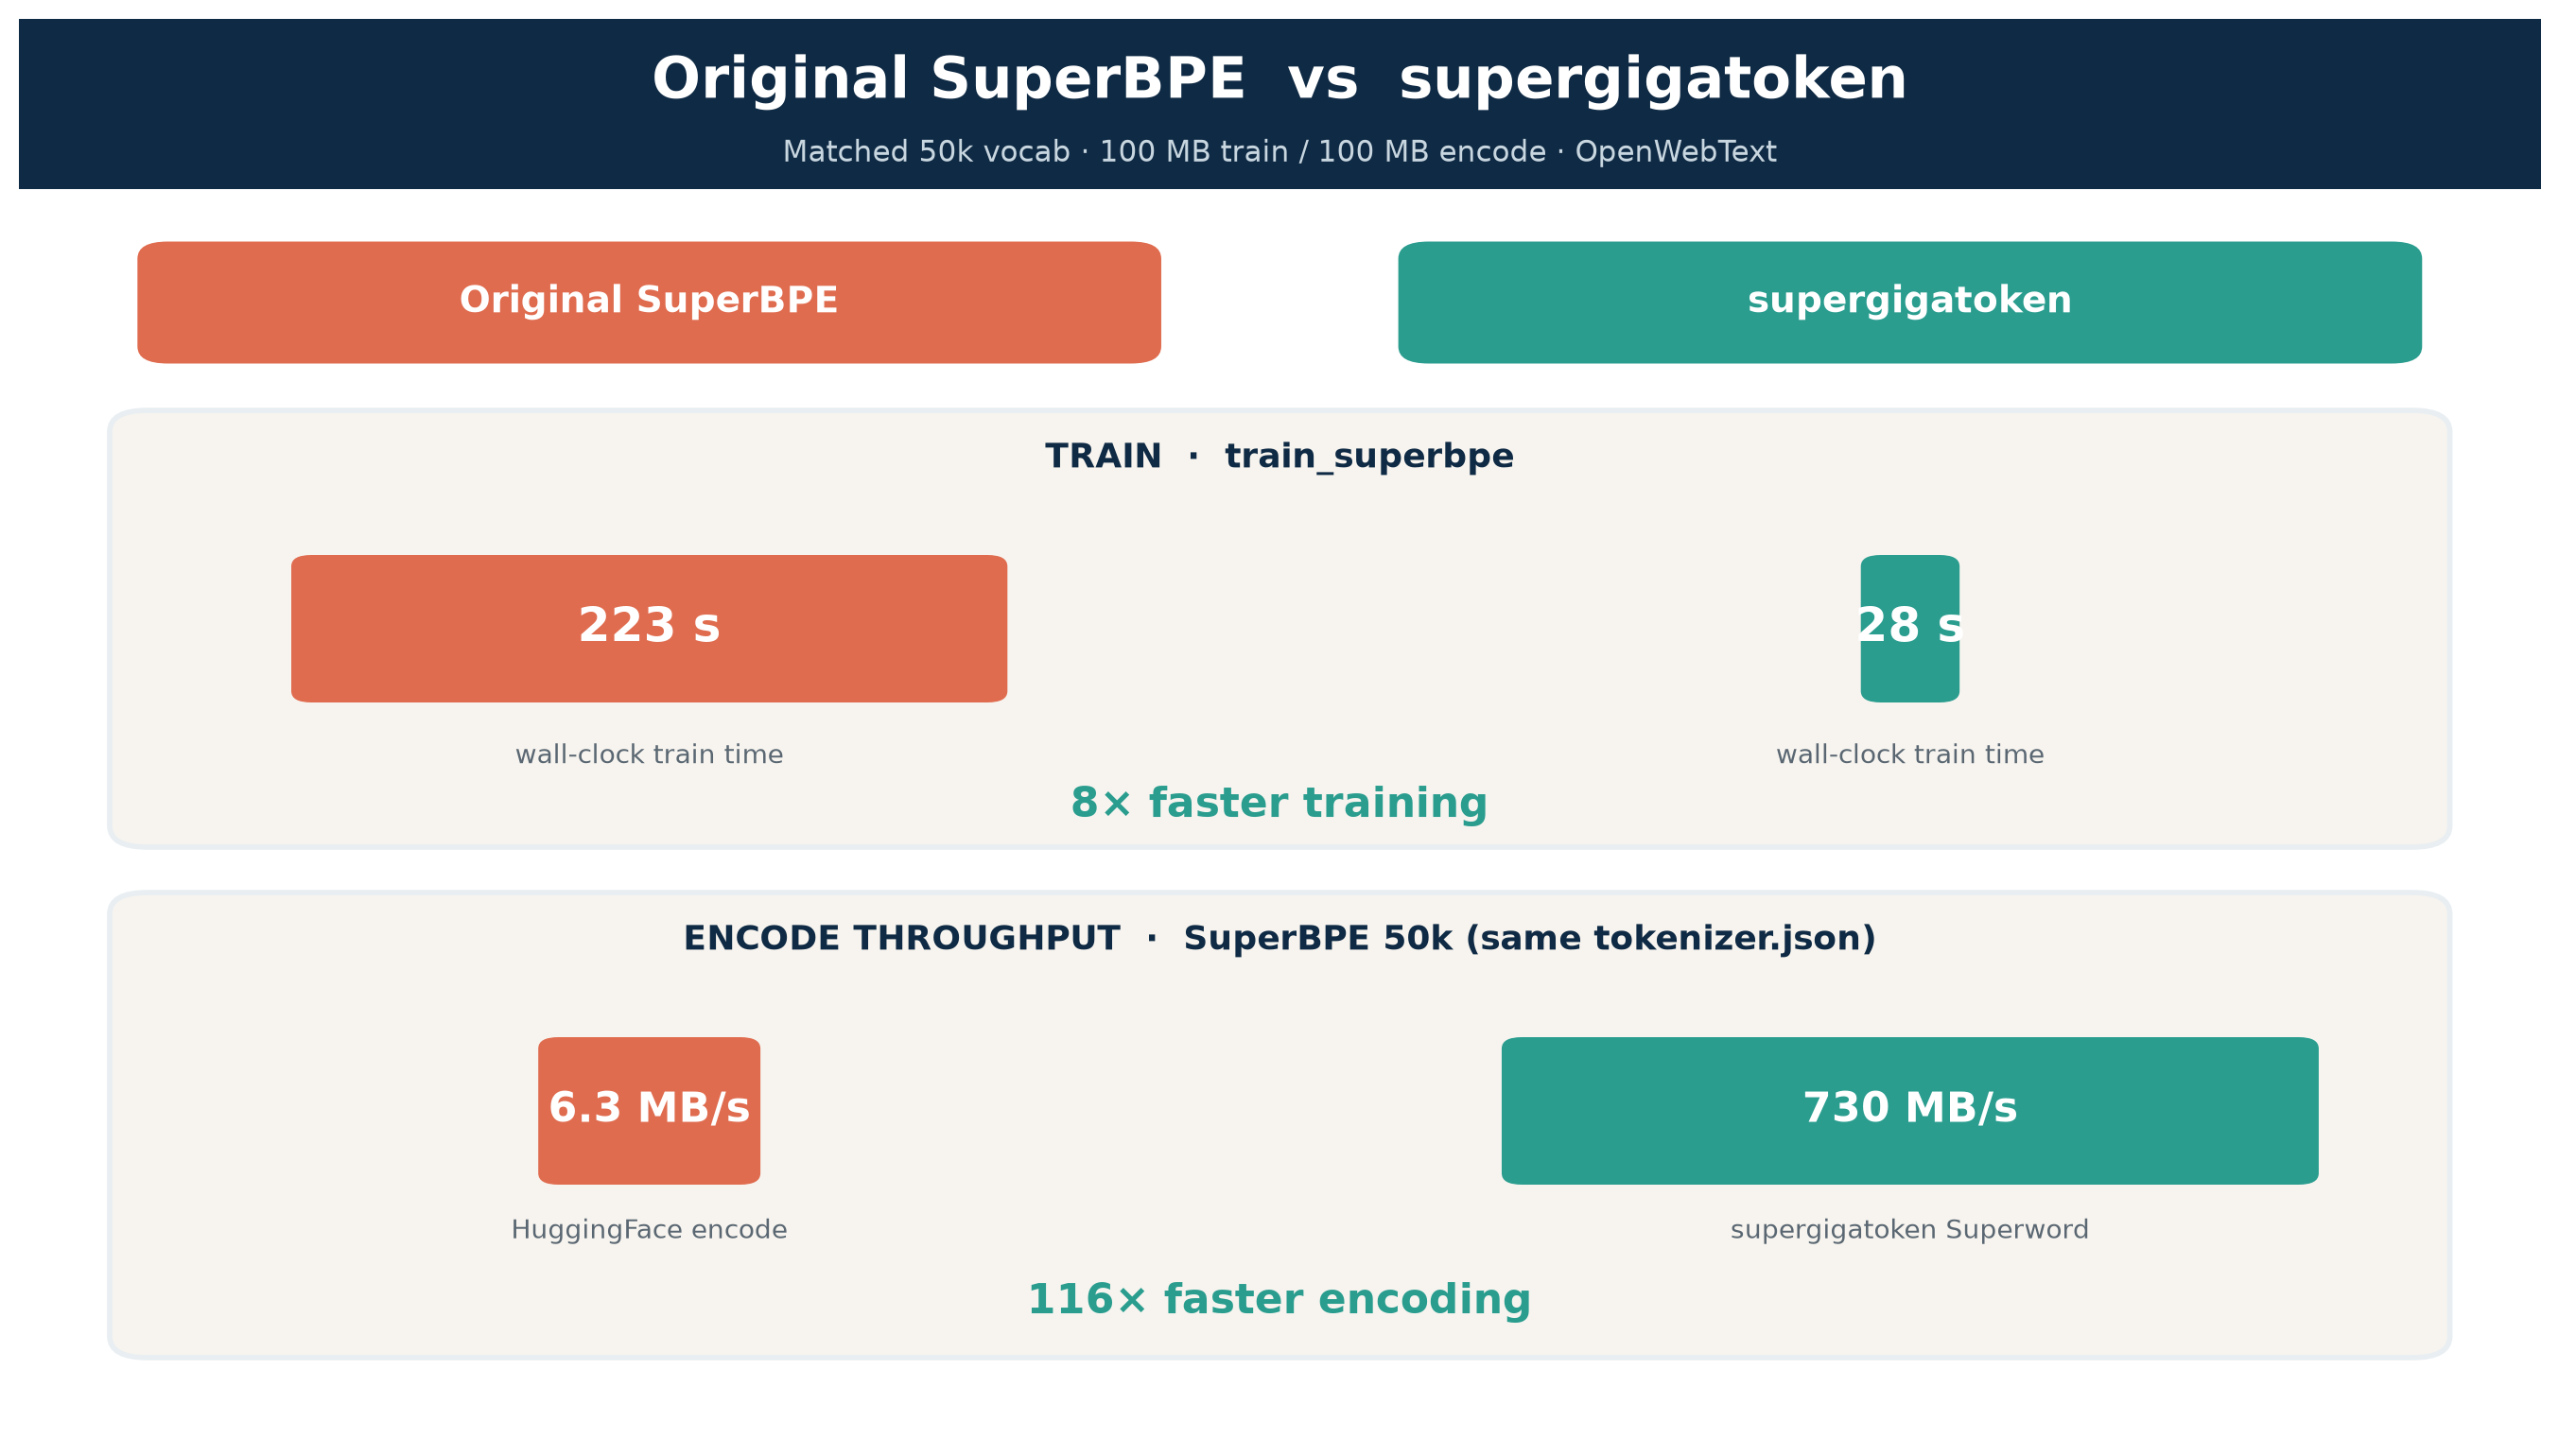 Original SuperBPE vs supergigatoken
Matched 50k vocab · 100 MB train / 100 MB encode · OpenWebText
Original SuperBPE
supergigatoken
TRAIN · train_superbpe
223 s
28 s
wall-clock train time
wall-clock train time
8× faster training
ENCODE THROUGHPUT · SuperBPE 50k (same tokenizer.json)
6.3 MB/s
730 MB/s
HuggingFace encode
supergigatoken Superword
116× faster encoding